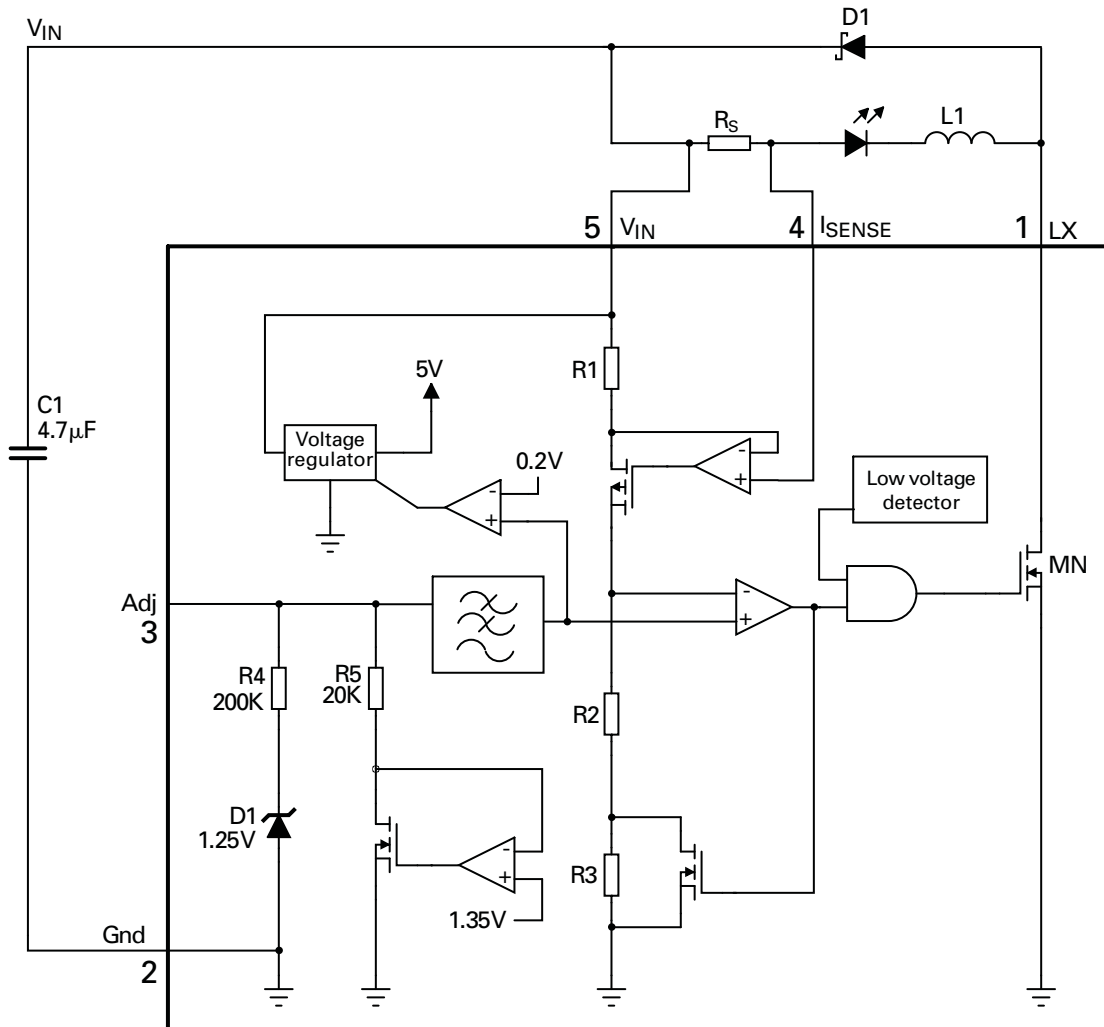 V_IN
D1
R_S
L1
5 V_IN
4 I_SENSE
1 LX
R1
5V
C1
4.7μF
Voltage
regulator
0.2V
-
+
-
+
Low voltage
detector
MN
Adj
3
-
+
R4
200K
R5
20K
R2
D1
1.25V
-
+
R3
1.35V
Gnd
2